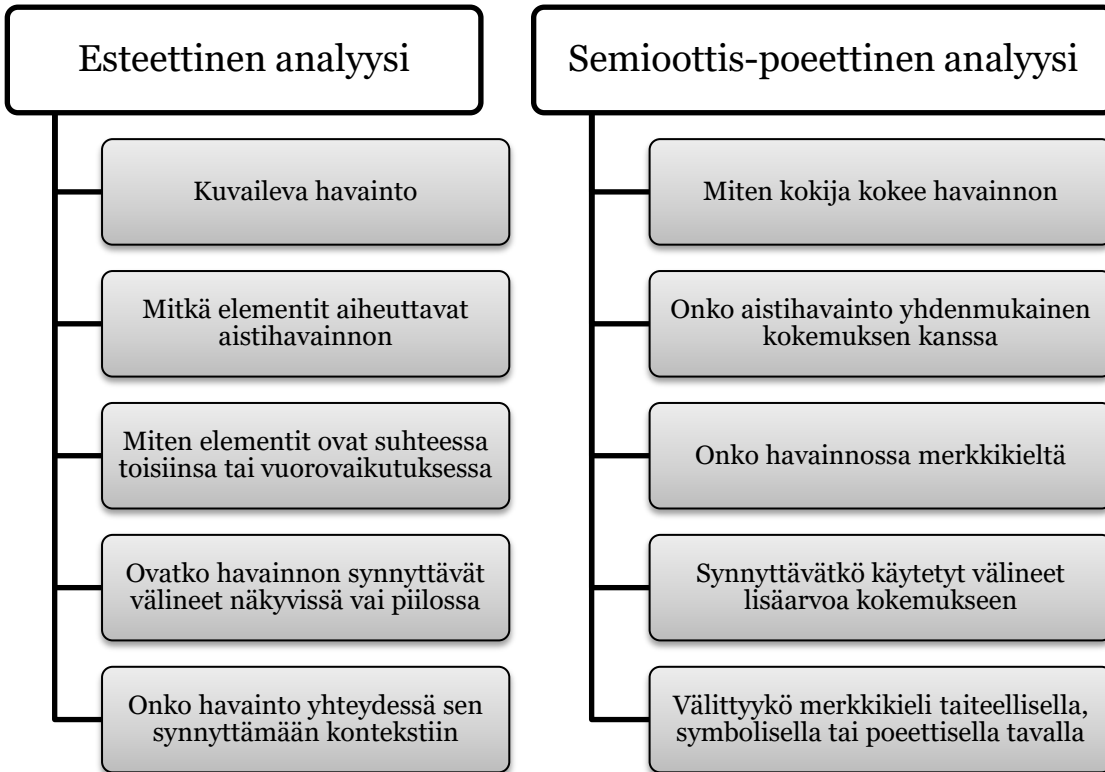 Esteettinen analyysi
Kuvaileva havainto
Mitkä elementit aiheuttavat
aistihavainnon
Miten elementit ovat suhteessa
toisiinsa tai vuorovaikutuksessa
Ovatko havainnon synnyttävät
välineet näkyvissä vai piilossa
Onko havainto yhteydessä sen
synnyttämään kontekstiin
Semioottis-poeettinen analyysi
Miten kokija kokee havainnon
Onko aistihavainto yhdenmukainen
kokemuksen kanssa
Onko havainnossa merkkikieltä
Synnyttävätkö käytetyt välineet
lisäarvoa kokemukseen
Välittyykö merkkikieli taiteellisella,
symbolisella tai poeettisella tavalla